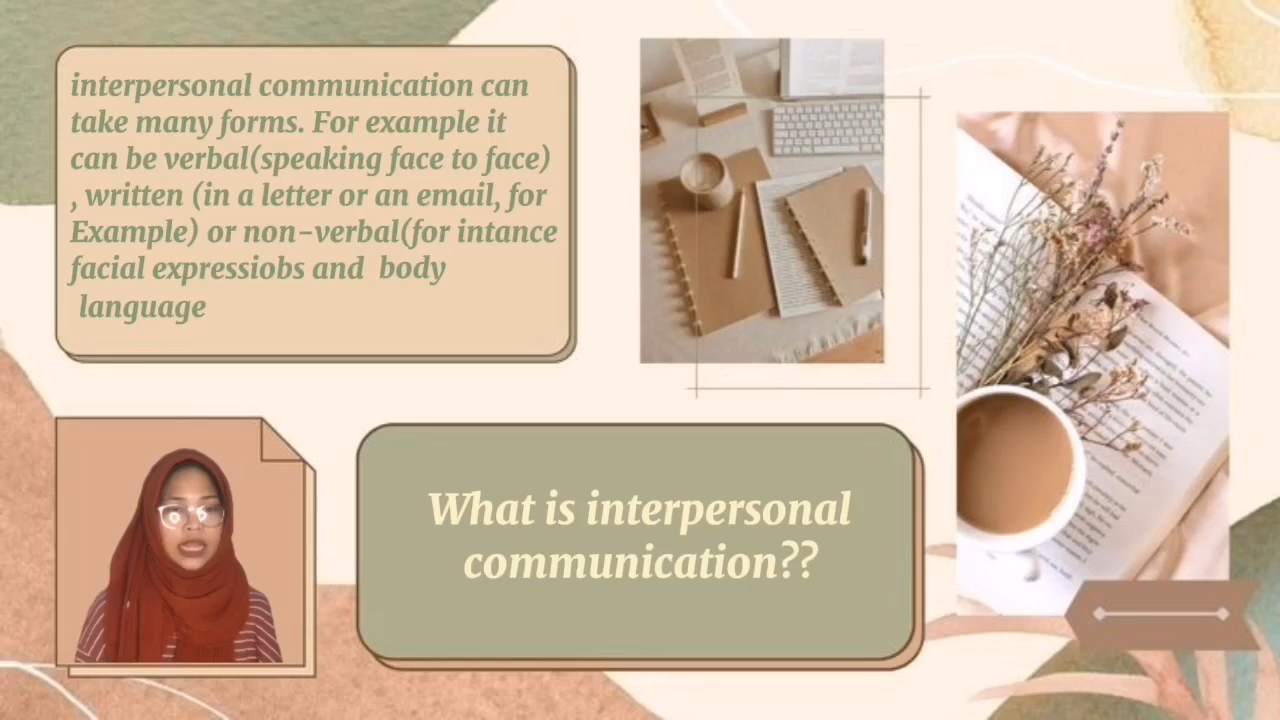 interpersonal communication can
take many forms. For example it
can be verbal(speaking face to face)
, written (in a letter or an email, for
Example) or non-verbal(for intance
facial expressiobs and body
language
What is interpersonal
communication??